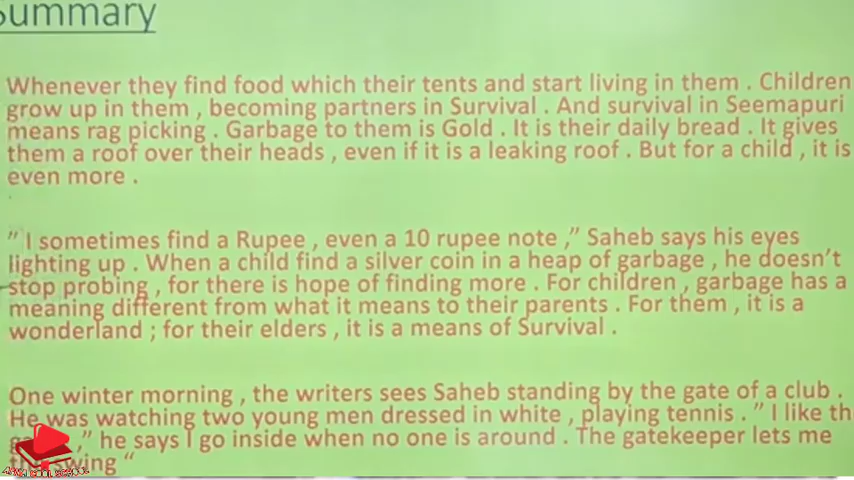 Summary
Whenever they find food which their tents and start living in them . Children
grow up in them , becoming partners in Survival . And survival in Seemapuri
means rag picking . Garbage to them is Gold . It is their daily bread . It gives
them a roof over their heads , even if it is a leaking roof . But for a child , it is
even more .
" I sometimes find a Rupee , even a 10 rupee note ," Saheb says his eyes
lighting up . When a child find a silver coin in a heap of garbage , he doesn't
stop probing , for there is hope of finding more . For children , garbage has a
meaning different from what it means to their parents . For them , it is a
wonderland ; for their elders , it is a means of Survival .
One winter morning , the writers sees Saheb standing by the gate of a club .
He was watching two young men dressed in white , playing tennis . " I like th
," he says I go inside when no one is around . The gatekeeper lets me
swing "